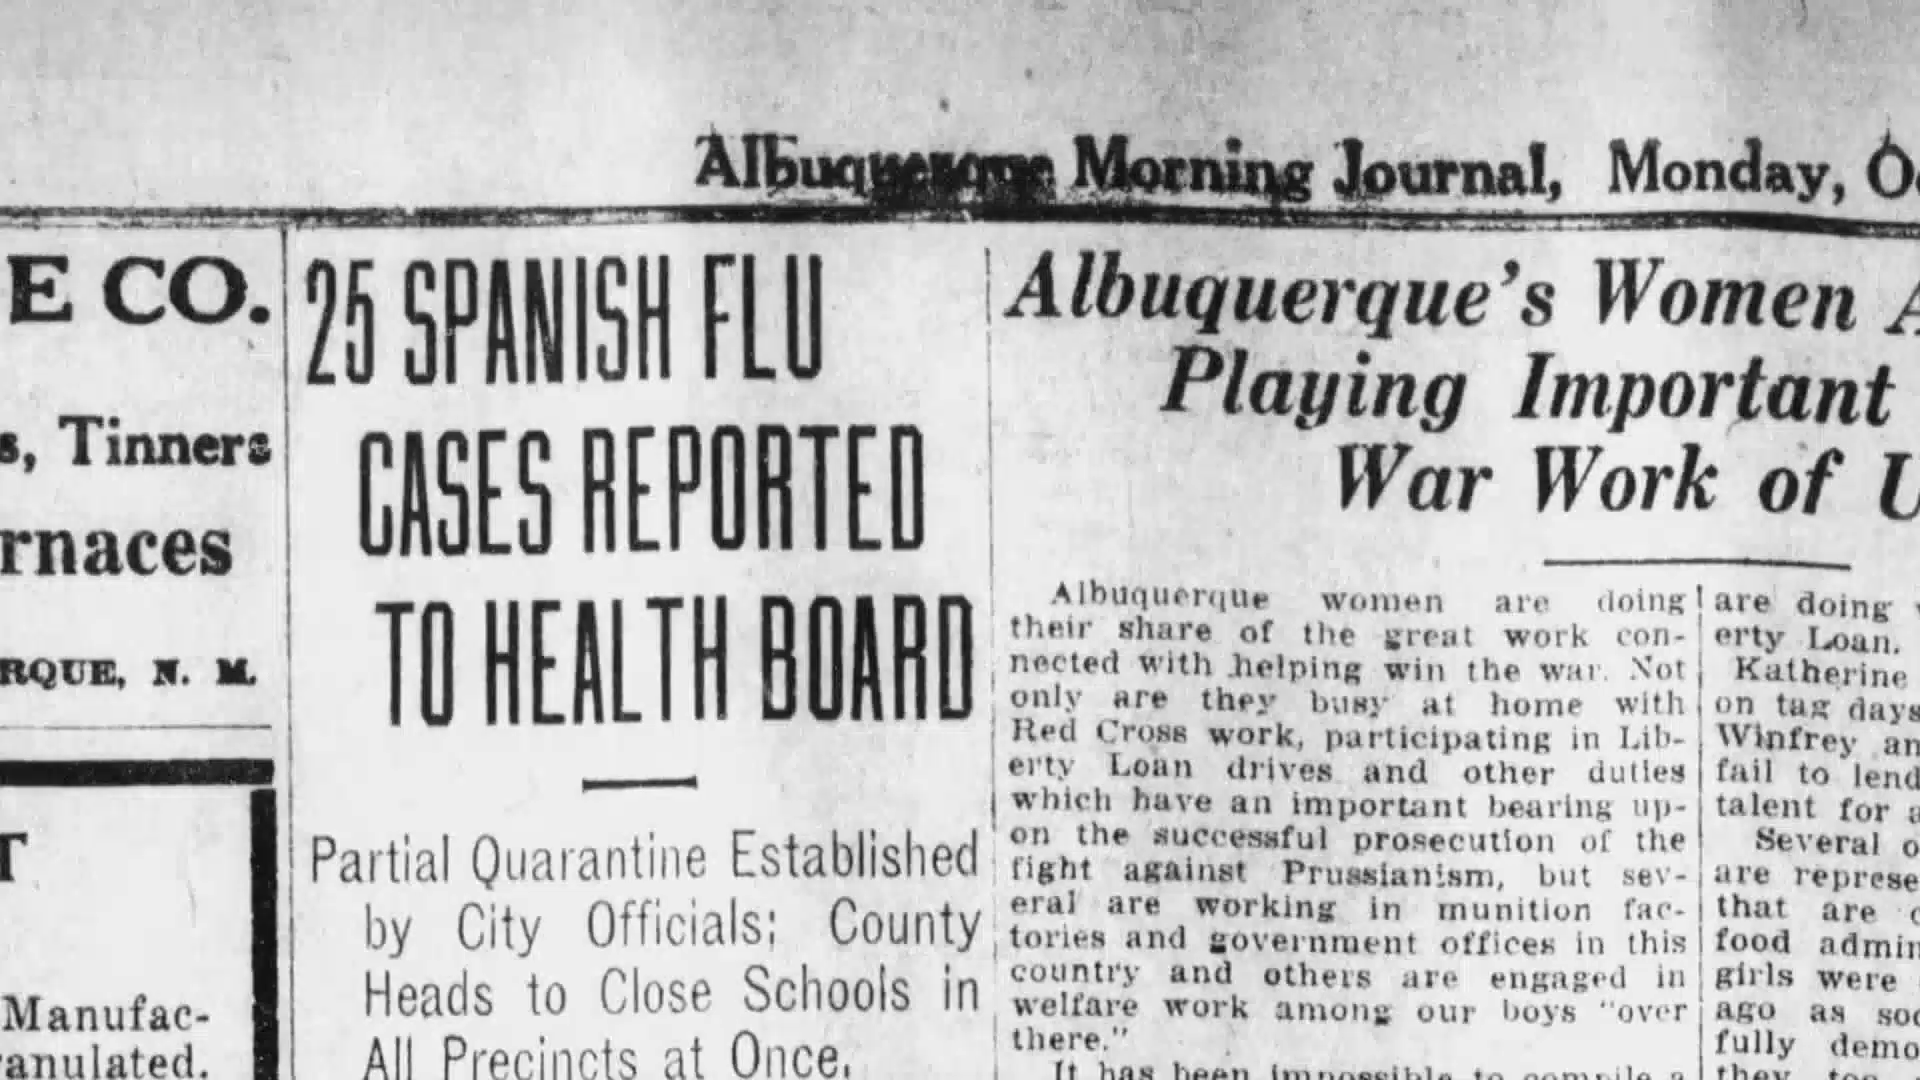 Albuquerque Morning Journal, Monday,
E CO.
Tinners
RQUE, N. M.
Manufac-
25 SPANISH FLU
CASES REPORTED
TO HEALTH BOARD
Partial Quarantine Established
by City Officials; County
Heads to Close Schools in
All Precincts at Once.
Albuquerque's Women
Playing Important
War Work of
Albuquerque women are doing
their share of the great work con-
nected with helping win the war. Not
only are they busy at home with
Red Cross work, participating in Lib-
erty Loan drives and other duties
which have an important bearing up-
on the successful prosecution of the
fight against Prussianism, but sev-
eral are working in munition fac-
tories and government offices in this
country and others are engaged in
welfare work among our boys "over
there."
It has been impossible to compile a
are doing
erty Loan.
Katherine
on tag days
Winfrey
fail to lend
talent for
Several
are
that are
food
girls were
ago as
fully
they too